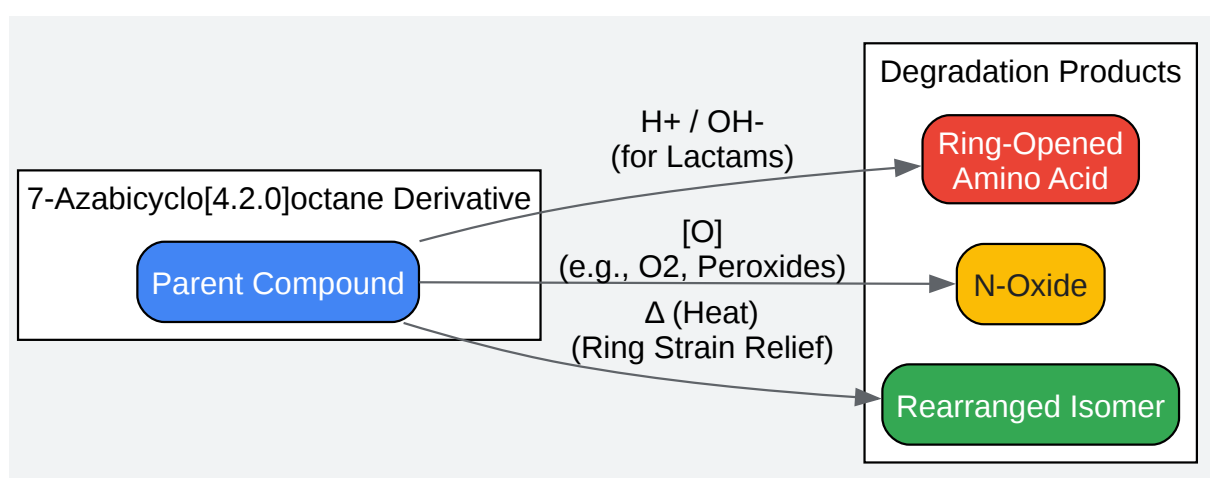 7-Azabicyclo[4.2.0]octane Derivative
Parent Compound
H+ / OH-
(for Lactams)
[O]
(e.g., O2, Peroxides)
Δ (Heat)
(Ring Strain Relief)
Degradation Products
Ring-Opened
Amino Acid
N-Oxide
Rearranged Isomer